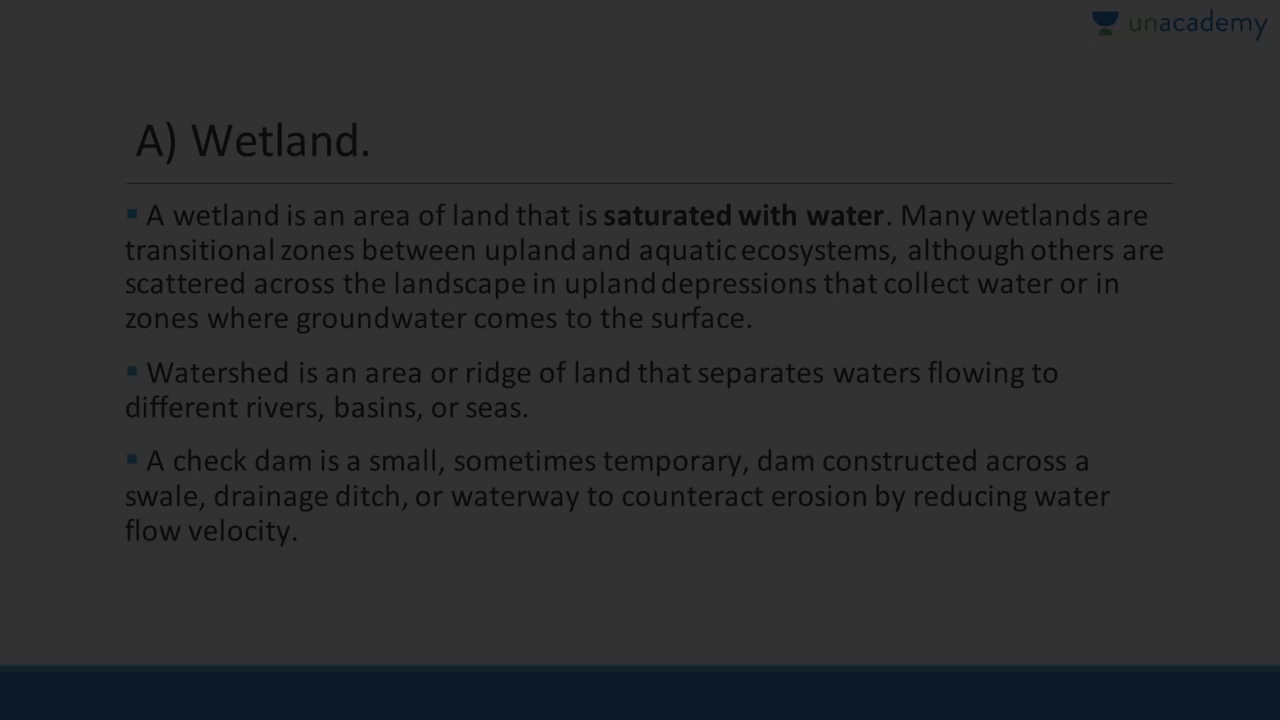 unacademy
A) Wetland.
▪ A wetland is an area of land that is saturated with water. Many wetlands are
transitional zones between upland and aquatic ecosystems, although others are
scattered across the landscape in upland depressions that collect water or in
zones where groundwater comes to the surface.
▪ Watershed is an area or ridge of land that separates waters flowing to
different rivers, basins, or seas.
▪ A check dam is a small, sometimes temporary, dam constructed across a
swale, drainage ditch, or waterway to counteract erosion by reducing water
flow velocity.